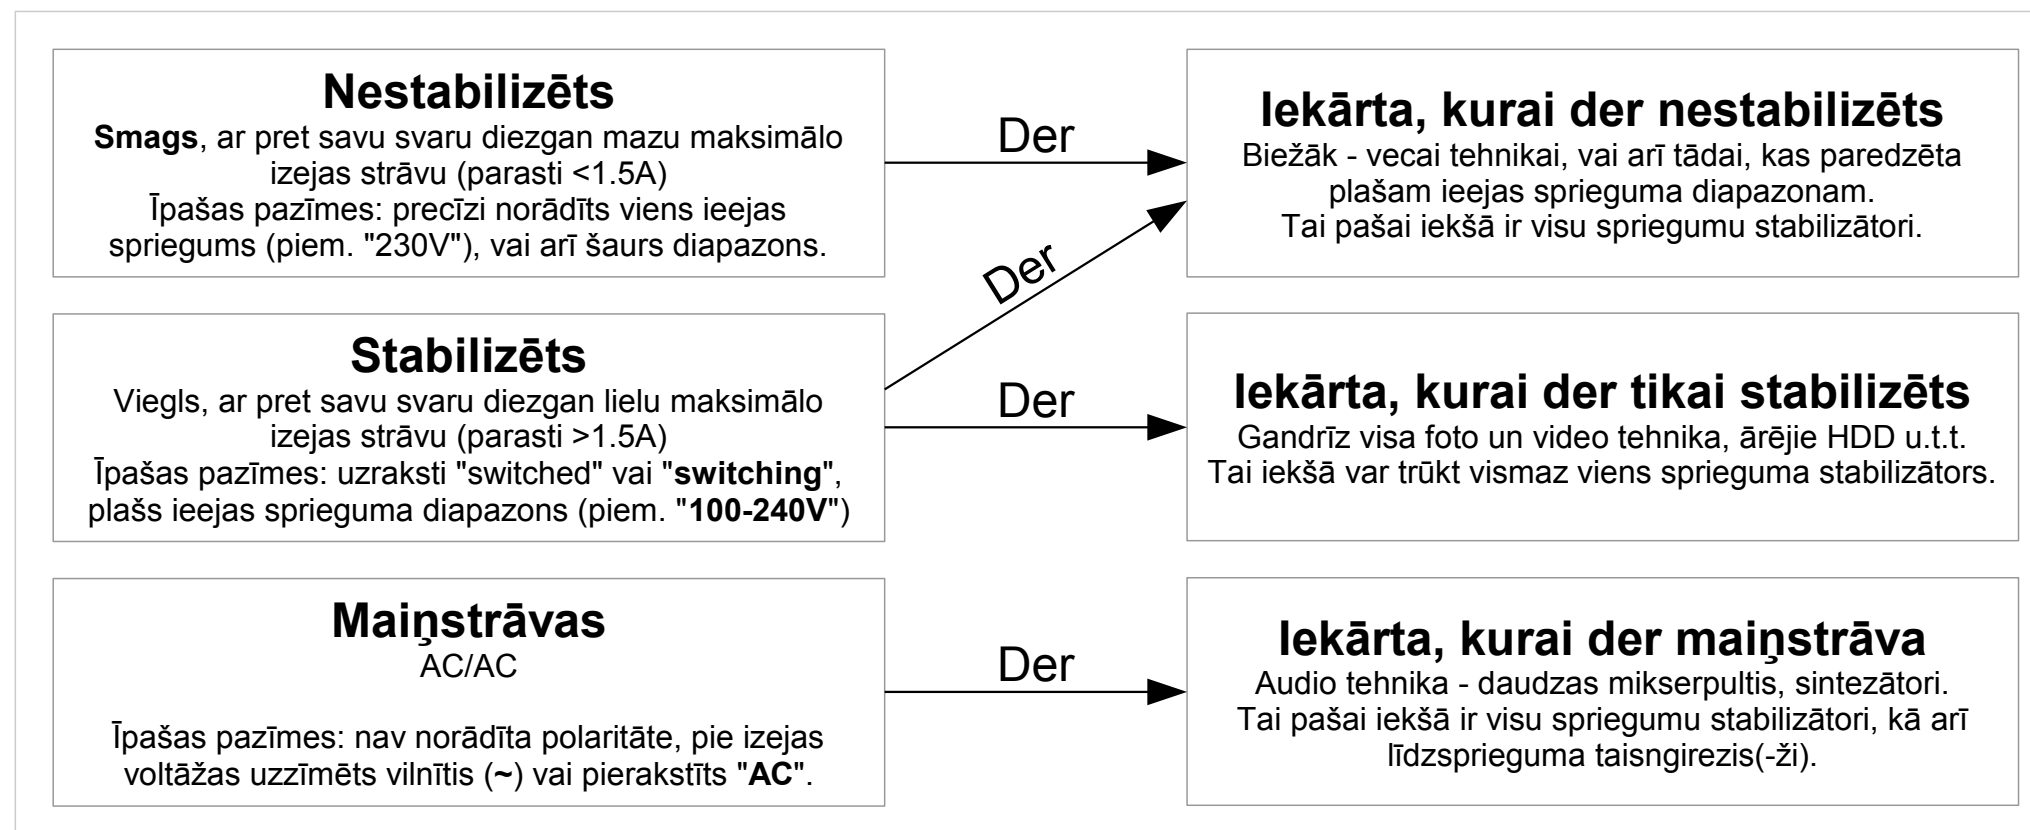 Nestabilizēts
Smags, ar pret savu svaru diezgan mazu maksimālo
izejas strāvu (parasti <1.5A)
Īpašas pazīmes: precīzi norādīts viens ieejas
spriegums (piem. "230V"), vai arī šaurs diapazons.
Der
Iekārta, kurai der nestabilizēts
Biežāk - vecai tehnikai, vai arī tādai, kas paredzēta
plašam ieejas sprieguma diapazonam.
Tai pašai iekšā ir visu spriegumu stabilizātori.
Der
Stabilizēts
Viegls, ar pret savu svaru diezgan lielu maksimālo
izejas strāvu (parasti >1.5A)
Īpašas pazīmes: uzraksti "switched" vai "switching",
plašs ieejas sprieguma diapazons (piem. "100-240V")
Der
Iekārta, kurai der tikai stabilizēts
Gandrīz visa foto un video tehnika, ārējie HDD u.t.t.
Tai iekšā var trūkt vismaz viens sprieguma stabilizātors.
Maiņstrāvas
AC/AC
Īpašas pazīmes: nav norādīta polaritāte, pie izejas
voltāžas uzzīmēts vilnītis (~) vai pierakstīts "AC".
Der
Iekārta, kurai der maiņstrāva
Audio tehnika - daudzas mikserpultis, sintezātori.
Tai pašai iekšā ir visu spriegumu stabilizātori, kā arī
līdzsprieguma taisngirezis(-ži).